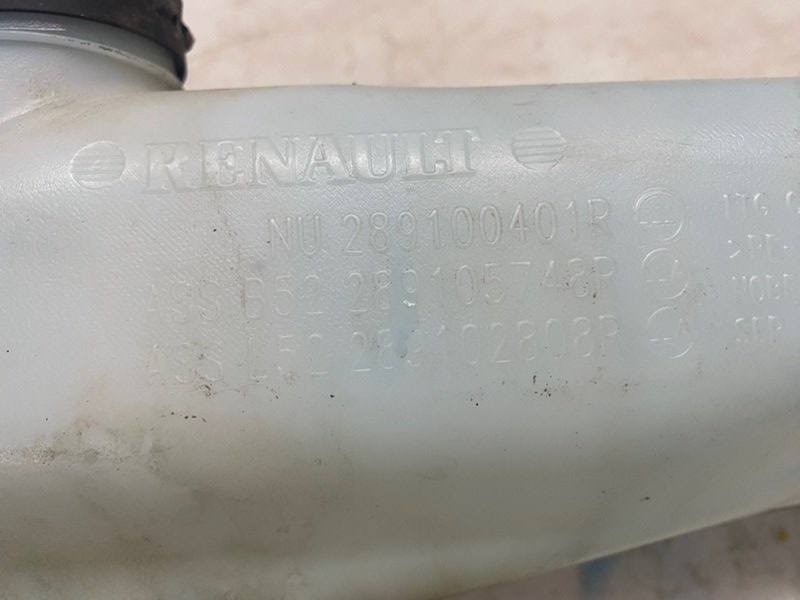 RENAULT
NU 289100401R
ASS B52 289105748R
ASS L52 289102808R